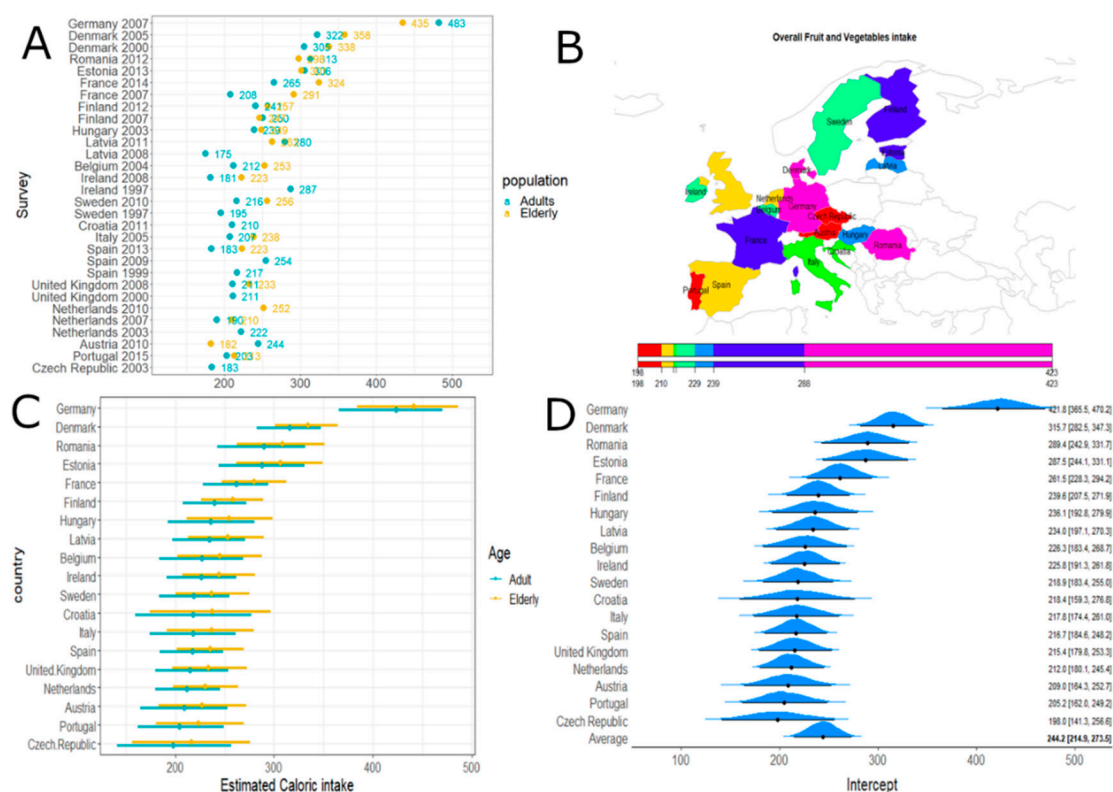 A
Survey
Germany 2007 435 483
Denmark 2005 322 358
Denmark 2000 305 338
Romania 2012
Estonia 2013 306
France 2014 265 324
France 2007 208 291
Finland 2012 241
Finland 2007 250
Hungary 2003 239
Latvia 2011 280
Latvia 2008 175
Belgium 2004 212 253
Ireland 2008 181 223
Ireland 1997 287
Sweden 2010 216 256
Sweden 1997 195
Croatia 2011 210
Italy 2005 207 238
Spain 2013 183 223
Spain 2009 254
Spain 1999 217
United Kingdom 2008 211 233
United Kingdom 2000 211
Netherlands 2010 252
Netherlands 2007 190 210
Netherlands 2003 222
Austria 2010 182 244
Portugal 2015 203
Czech Republic 2003 183
200 300 400 500
population
Adults
Elderly
B
Overall Fruit and Vegetables intake
Finland
Sweden
Latvia
Denmark
Ireland
Netherlands
Germany
Belgium
Czech Republic
Austria
Hungary
France
Romania
Croatia
Italy
Portugal
Spain
198 210 229 239 268 423
198 423
C
country
Germany
Denmark
Romania
Estonia
France
Finland
Hungary
Latvia
Belgium
Ireland
Sweden
Croatia
Italy
Spain
United.Kingdom
Netherlands
Austria
Portugal
Czech.Republic
200 300 400 500
Estimated Caloric intake
Age
Adult
Elderly
D
Germany 421.8 [365.5, 470.2]
Denmark 315.7 [282.5, 347.3]
Romania 289.4 [242.9, 331.7]
Estonia 287.5 [244.1, 331.1]
France 261.5 [228.3, 294.2]
Finland 239.6 [207.5, 271.9]
Hungary 236.1 [192.8, 279.9]
Latvia 234.0 [197.1, 270.3]
Belgium 226.3 [183.4, 268.7]
Ireland 225.8 [191.3, 261.8]
Sweden 218.9 [183.4, 255.0]
Croatia 218.4 [159.3, 276.8]
Italy 217.8 [174.4, 261.0]
Spain 216.7 [184.6, 248.2]
United Kingdom 215.4 [179.8, 253.3]
Netherlands 212.0 [180.1, 245.4]
Austria 209.0 [164.3, 252.7]
Portugal 205.2 [162.0, 249.2]
Czech Republic 198.0 [141.3, 256.6]
Average 244.2 [214.9, 273.5]
100 200 300 400 500
Intercept